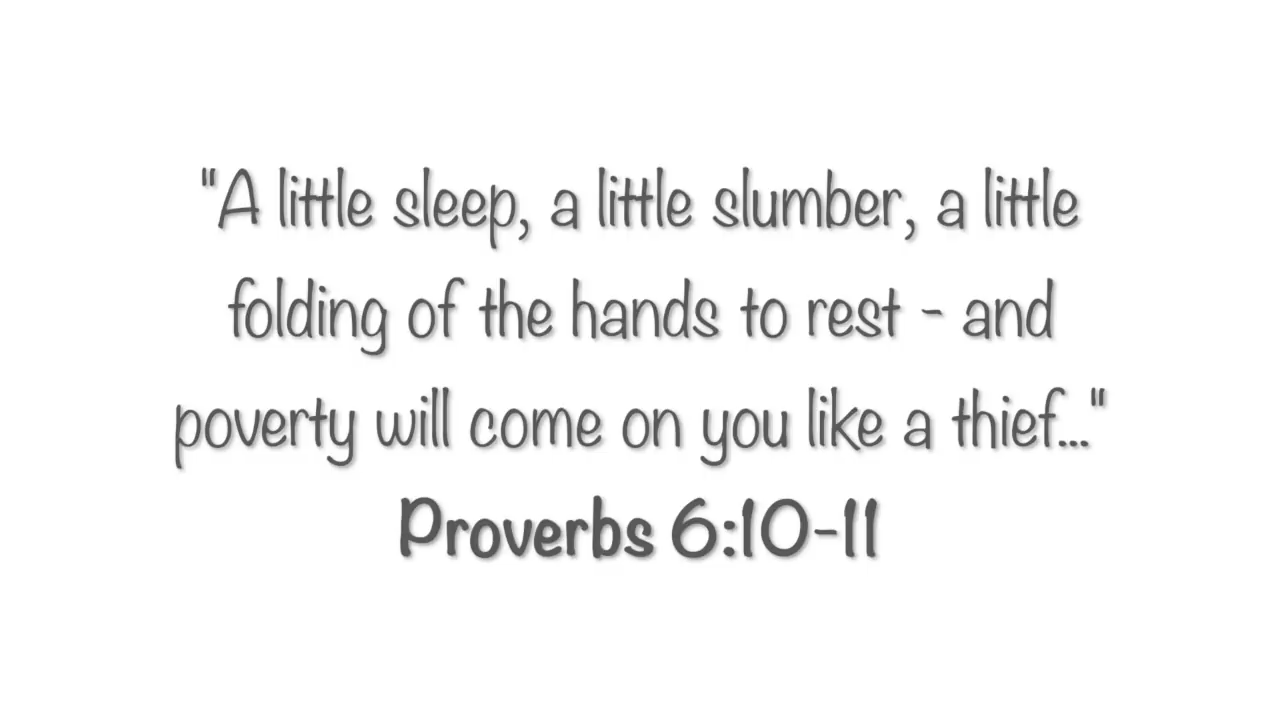 "A little sleep, a little slumber, a little
folding of the hands to rest - and
poverty will come on you like a thief..."
Proverbs 6:10-11